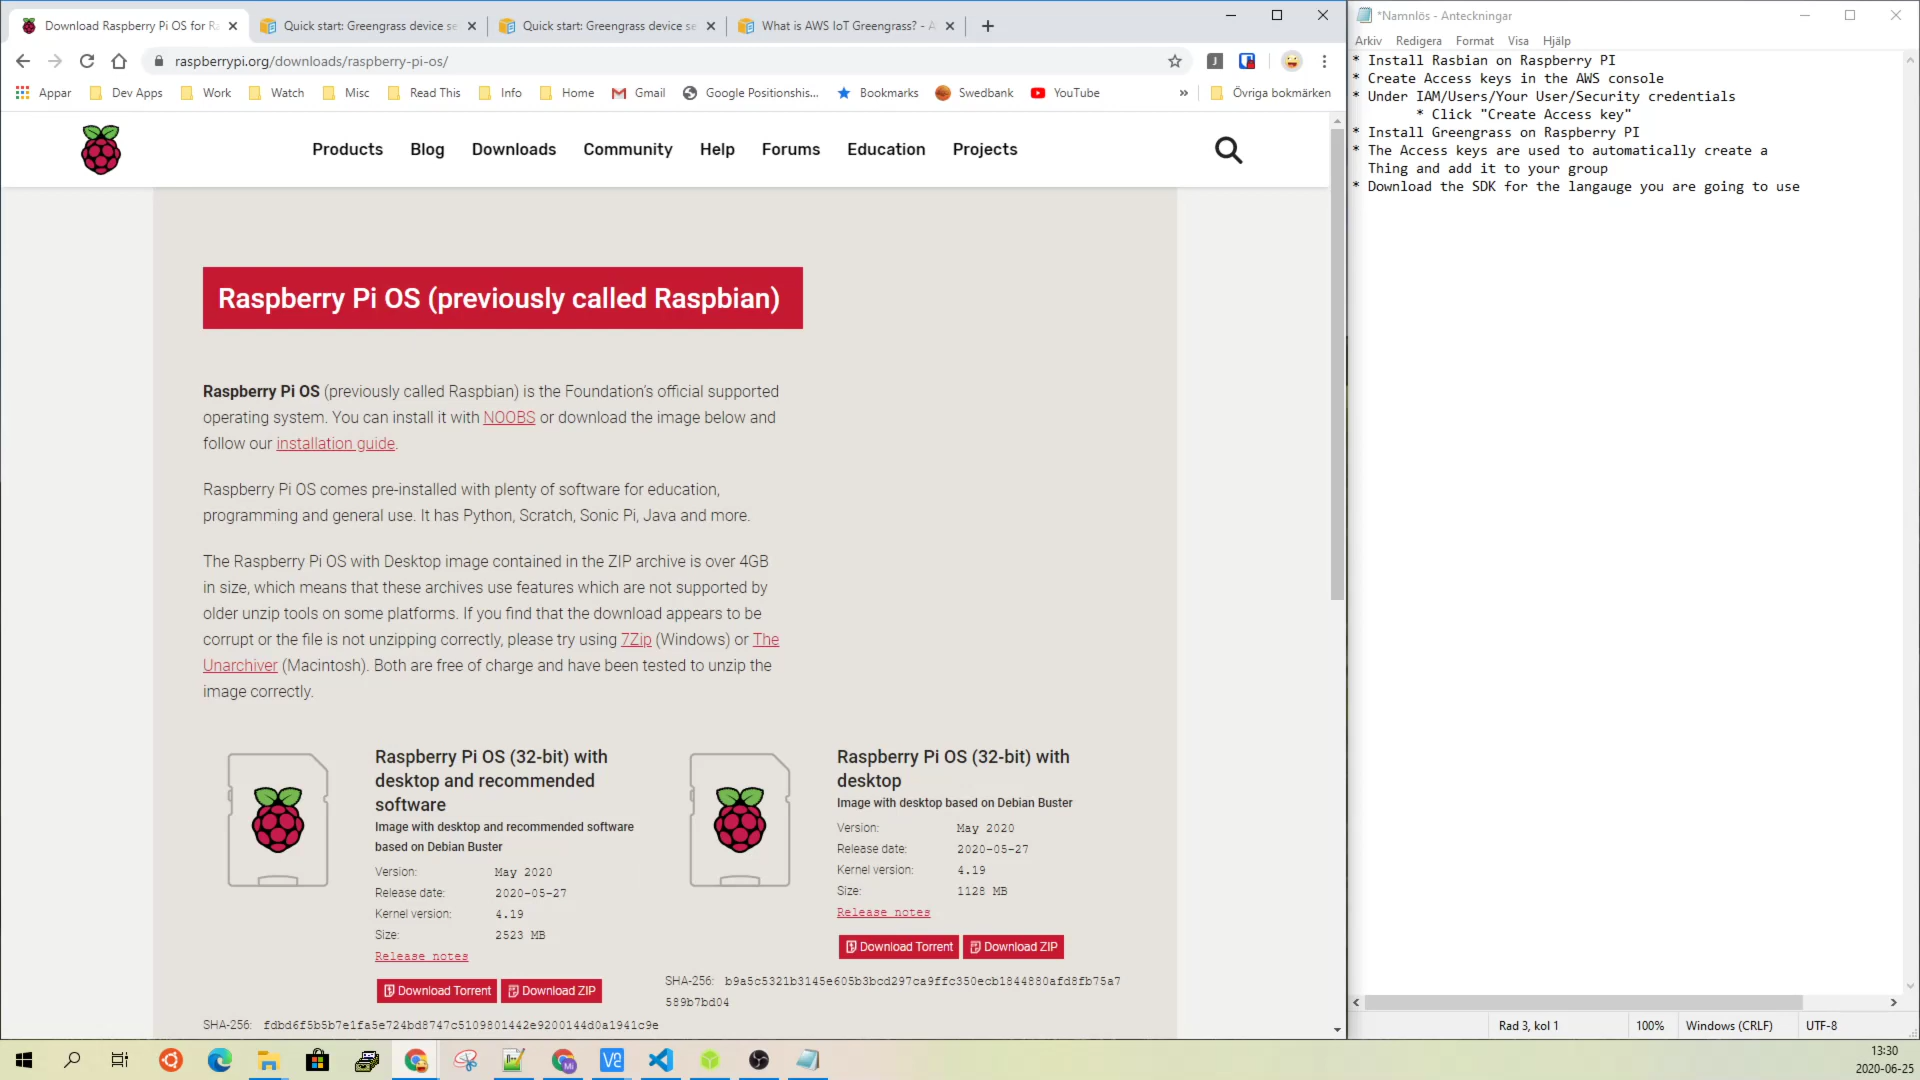 Download Raspberry Pi OS for Ra
Quick start: Greengrass device se
Quick start: Greengrass device se
What is AWS IoT Greengrass? - A
raspberrypi.org/downloads/raspberry-pi-os/
Appar
Dev Apps
Work
Watch
Misc
Read This
Info
Home
Gmail
Google Positionshis...
Bookmarks
Swedbank
YouTube
»
Övriga bokmärken
Products
Blog
Downloads
Community
Help
Forums
Education
Projects
Raspberry Pi OS (previously called Raspbian)
Raspberry Pi OS (previously called Raspbian) is the Foundation's official supported
operating system. You can install it with NOOBS or download the image below and
follow our installation guide.
Raspberry Pi OS comes pre-installed with plenty of software for education,
programming and general use. It has Python, Scratch, Sonic Pi, Java and more.
The Raspberry Pi OS with Desktop image contained in the ZIP archive is over 4GB
in size, which means that these archives use features which are not supported by
older unzip tools on some platforms. If you find that the download appears to be
corrupt or the file is not unzipping correctly, please try using 7Zip (Windows) or The
Unarchiver (Macintosh). Both are free of charge and have been tested to unzip the
image correctly.
Raspberry Pi OS (32-bit) with
desktop and recommended
software
Image with desktop and recommended software
based on Debian Buster
Version: May 2020
Release date: 2020-05-27
Kernel version: 4.19
Size: 2523 MB
Release notes
Download Torrent
Download ZIP
SHA-256: fdbd6f5b5b7e1fa5e724bd8747c5109801442e9200144d0a1941c9e
Raspberry Pi OS (32-bit) with
desktop
Image with desktop based on Debian Buster
Version: May 2020
Release date: 2020-05-27
Kernel version: 4.19
Size: 1128 MB
Release notes
Download Torrent
Download ZIP
SHA-256: b9a5c5321b3145e605b3bcd297ca9ffc350ecb1844880afd8fb75a7
589b7bd04
*Namnlös - Anteckningar
Arkiv
Redigera
Format
Visa
Hjälp
* Install Rasbian on Raspberry PI
* Create Access keys in the AWS console
* Under IAM/Users/Your User/Security credentials
* Click "Create Access key"
* Install Greengrass on Raspberry PI
* The Access keys are used to automatically create a
Thing and add it to your group
* Download the SDK for the langauge you are going to use
Rad 3, kol 1
100%
Windows (CRLF)
UTF-8
13:30
2020-06-25